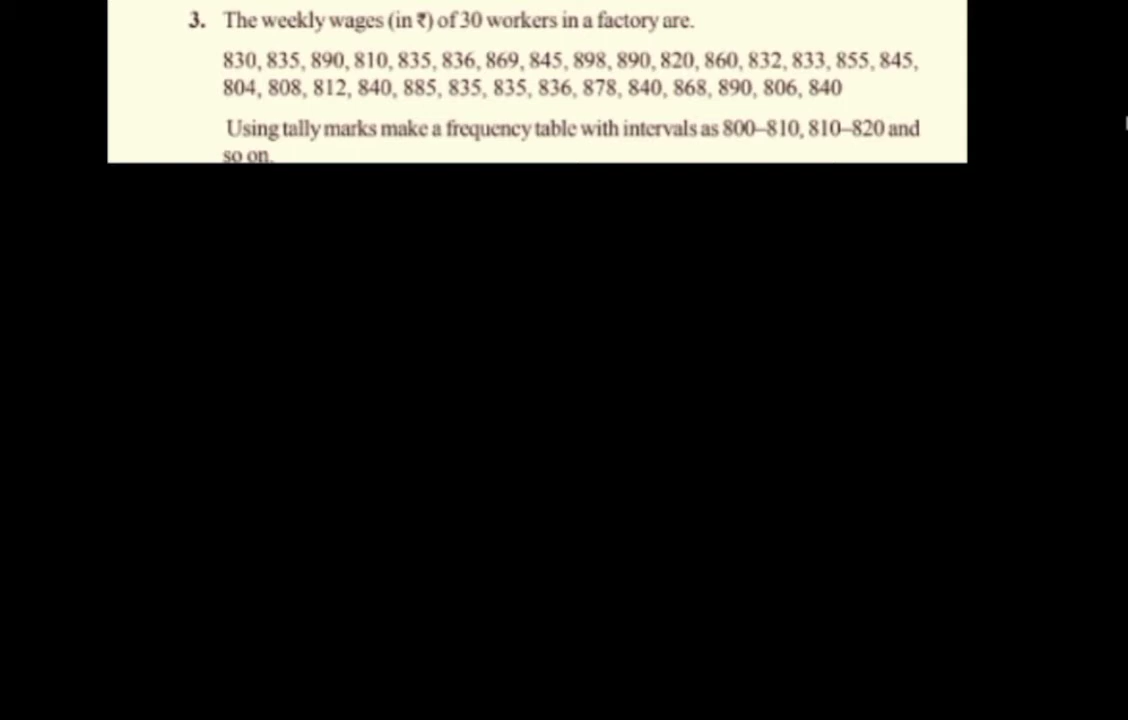 3. The weekly wages (in ₹) of 30 workers in a factory are.
830, 835, 890, 810, 835, 836, 869, 845, 898, 890, 820, 860, 832, 833, 855, 845,
804, 808, 812, 840, 885, 835, 835, 836, 878, 840, 868, 890, 806, 840
Using tally marks make a frequency table with intervals as 800–810, 810–820 and
so on.